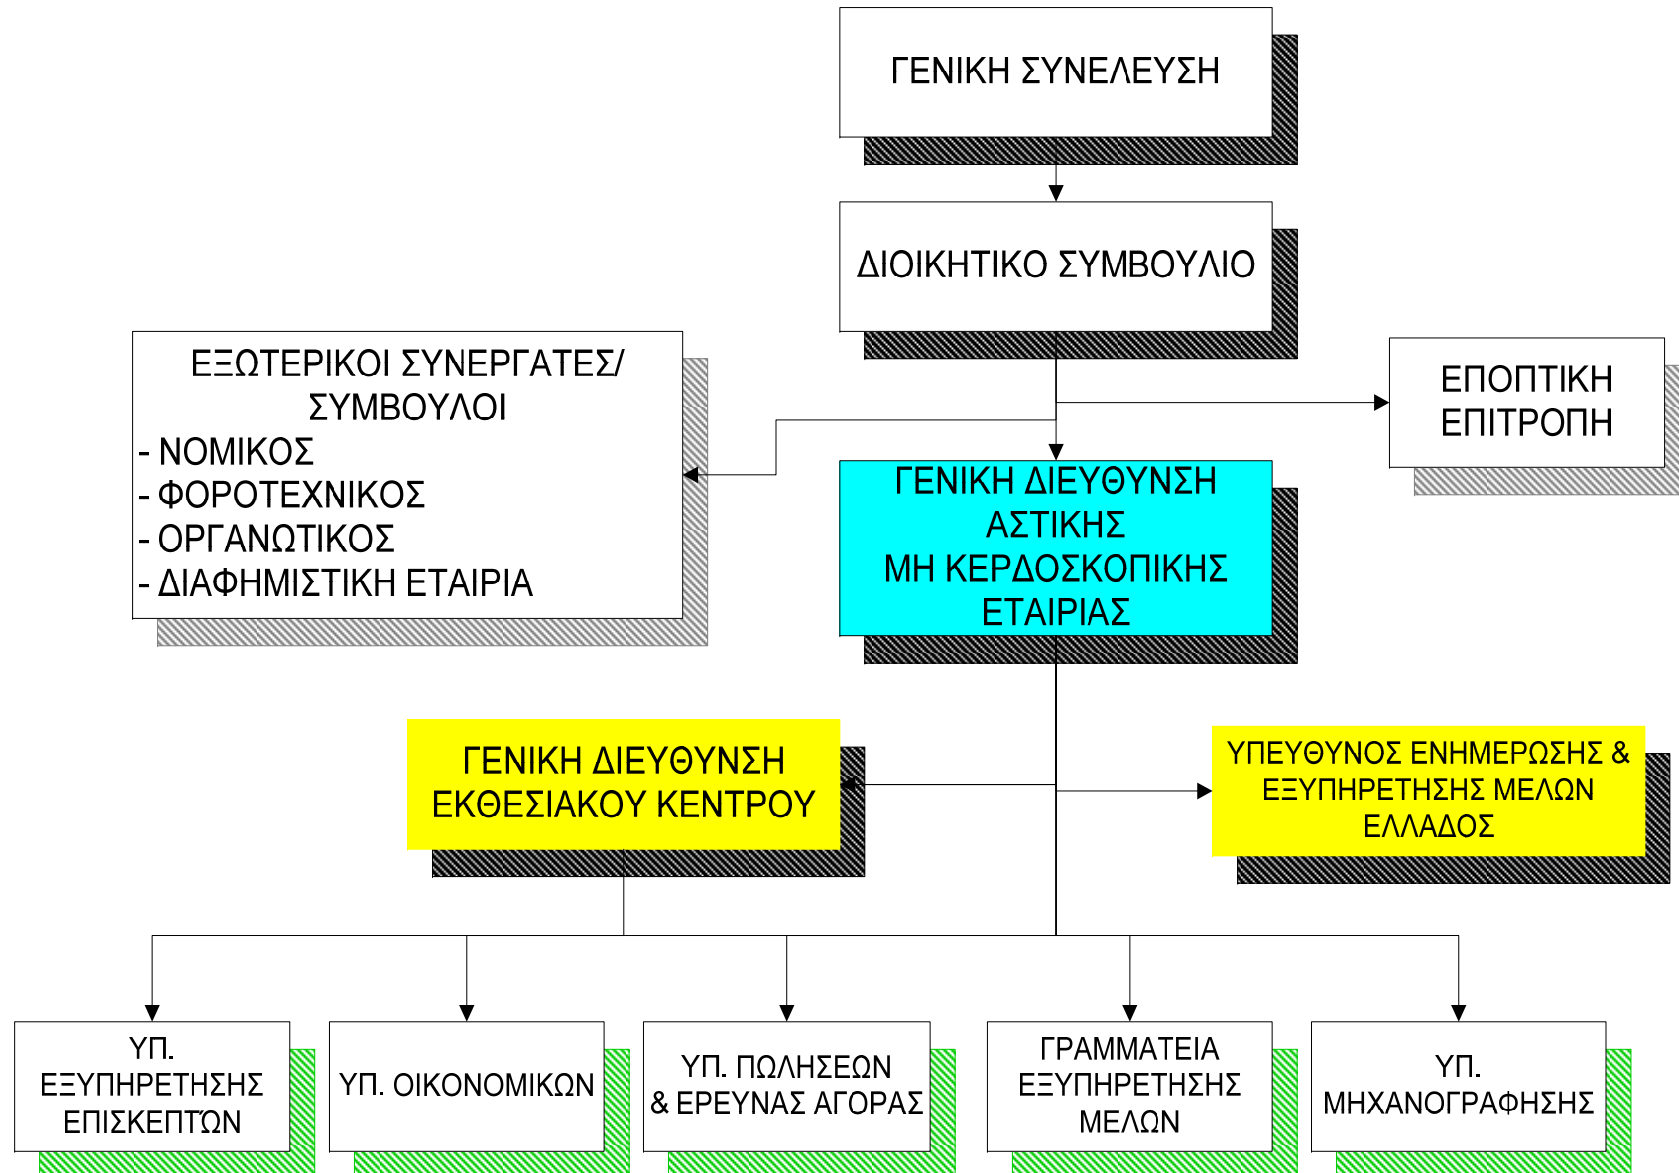 ΓΕΝΙΚΗ ΣΥΝΕΛΕΥΣΗ
ΔΙΟΙΚΗΤΙΚΟ ΣΥΜΒΟΥΛΙΟ
ΕΞΩΤΕΡΙΚΟΙ ΣΥΝΕΡΓΑΤΕΣ/
ΣΥΜΒΟΥΛΟΙ
- ΝΟΜΙΚΟΣ
- ΦΟΡΟΤΕΧΝΙΚΟΣ
- ΟΡΓΑΝΩΤΙΚΟΣ
- ΔΙΑΦΗΜΙΣΤΙΚΗ ΕΤΑΙΡΙΑ
ΕΠΟΠΤΙΚΗ
ΕΠΙΤΡΟΠΗ
ΓΕΝΙΚΗ ΔΙΕΥΘΥΝΣΗ
ΑΣΤΙΚΗΣ
ΜΗ ΚΕΡΔΟΣΚΟΠΙΚΗΣ
ΕΤΑΙΡΙΑΣ
ΓΕΝΙΚΗ ΔΙΕΥΘΥΝΣΗ
ΕΚΘΕΣΙΑΚΟΥ ΚΕΝΤΡΟΥ
ΥΠΕΥΘΥΝΟΣ ΕΝΗΜΕΡΩΣΗΣ &
ΕΞΥΠΗΡΕΤΗΣΗΣ ΜΕΛΩΝ
ΕΛΛΑΔΟΣ
ΥΠ.
ΕΞΥΠΗΡΕΤΗΣΗΣ
ΕΠΙΣΚΕΠΤΏΝ
ΥΠ. ΟΙΚΟΝΟΜΙΚΩΝ
ΥΠ. ΠΩΛΗΣΕΩΝ
& ΕΡΕΥΝΑΣ ΑΓΟΡΑΣ
ΓΡΑΜΜΑΤΕΙΑ
ΕΞΥΠΗΡΕΤΗΣΗΣ
ΜΕΛΩΝ
ΥΠ.
ΜΗΧΑΝΟΓΡΑΦΗΣΗΣ